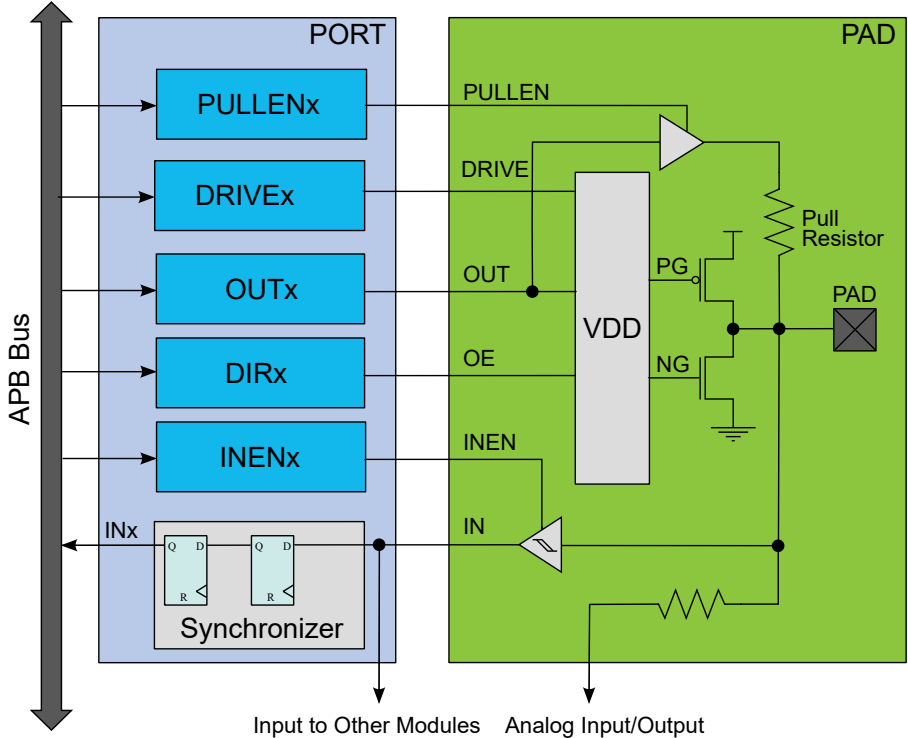 PORT
PAD
APB Bus
PULLENx
PULLEN
DRIVEx
DRIVE
Pull
Resistor
OUTx
OUT
PG
PAD
VDD
DIRx
OE
NG
INENx
INEN
INx
IN
Q D
Q D
R
R
Synchronizer
Input to Other Modules
Analog Input/Output